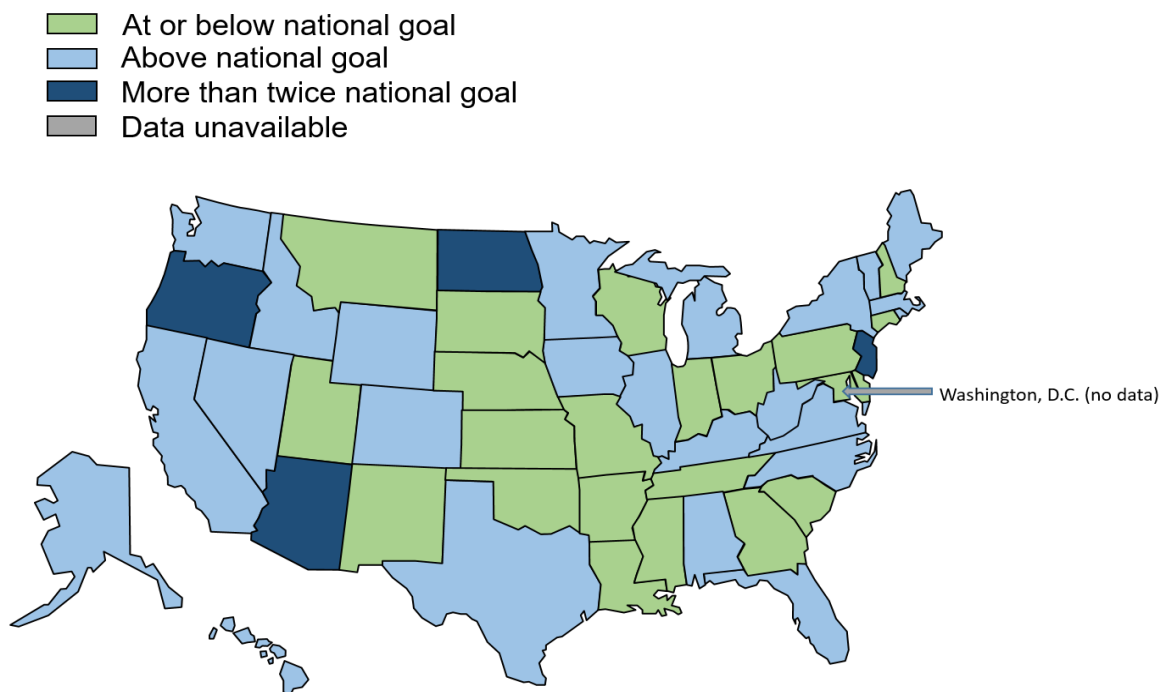 At or below national goal
Above national goal
More than twice national goal
Data unavailable
Washington, D.C. (no data)